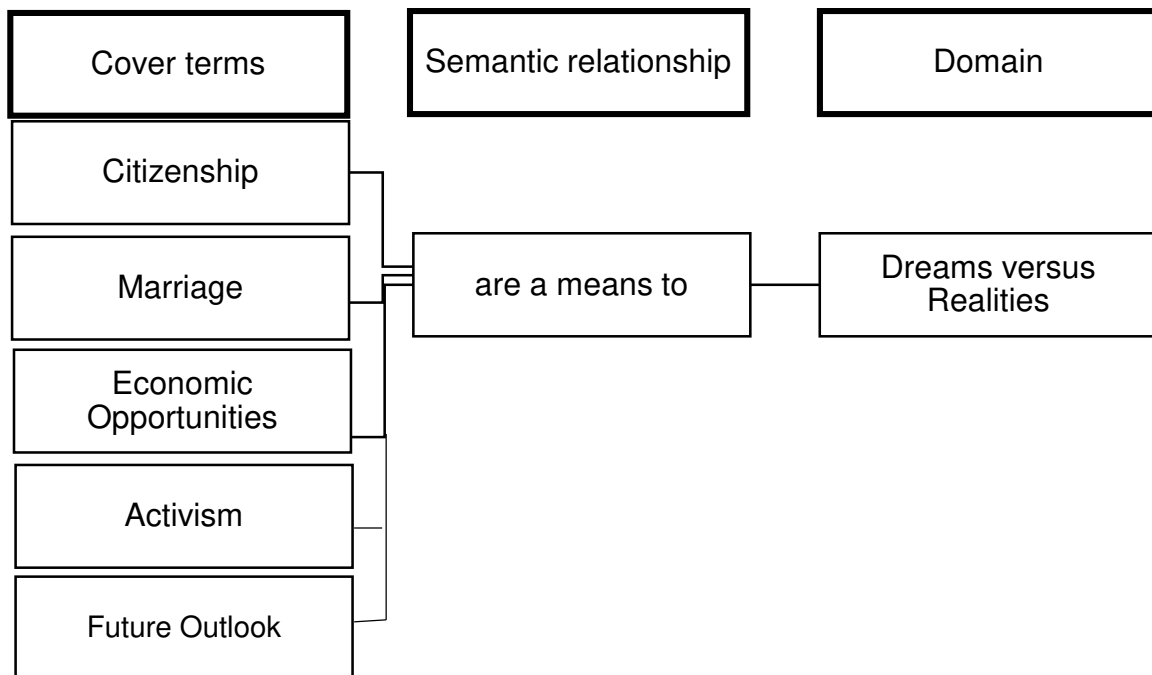 Cover terms
Semantic relationship
Domain
Citizenship
Marriage
are a means to
Dreams versus
Realities
Economic
Opportunities
Activism
Future Outlook